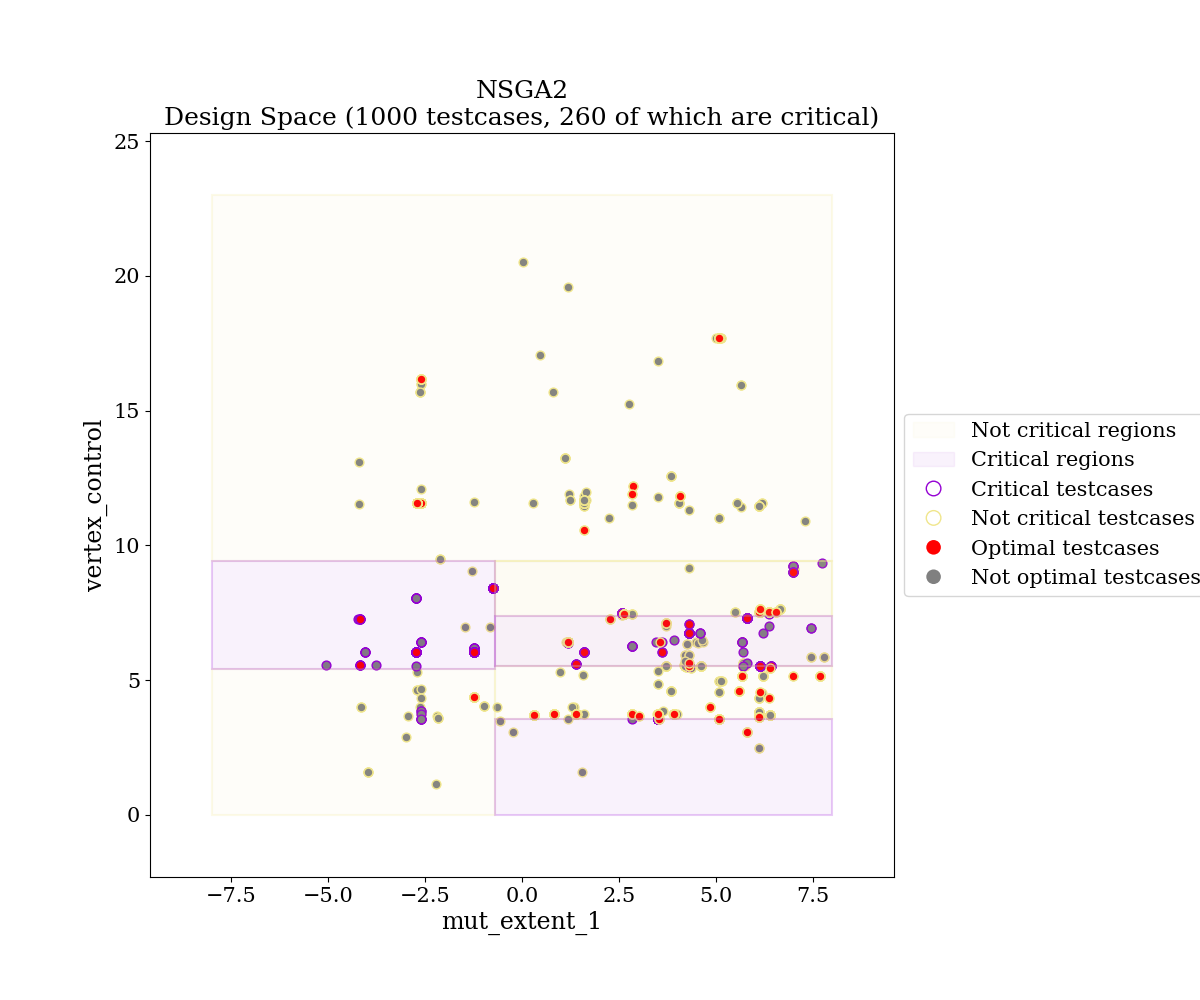 NSGA2
Design Space (1000 testcases, 260 of which are critical)
25
20
15
10
5
0
vertex_control
−7.5
−5.0
−2.5
0.0
2.5
5.0
7.5
mut_extent_1
Not critical regions
Critical regions
Critical testcases
Not critical testcases
Optimal testcases
Not optimal testcases